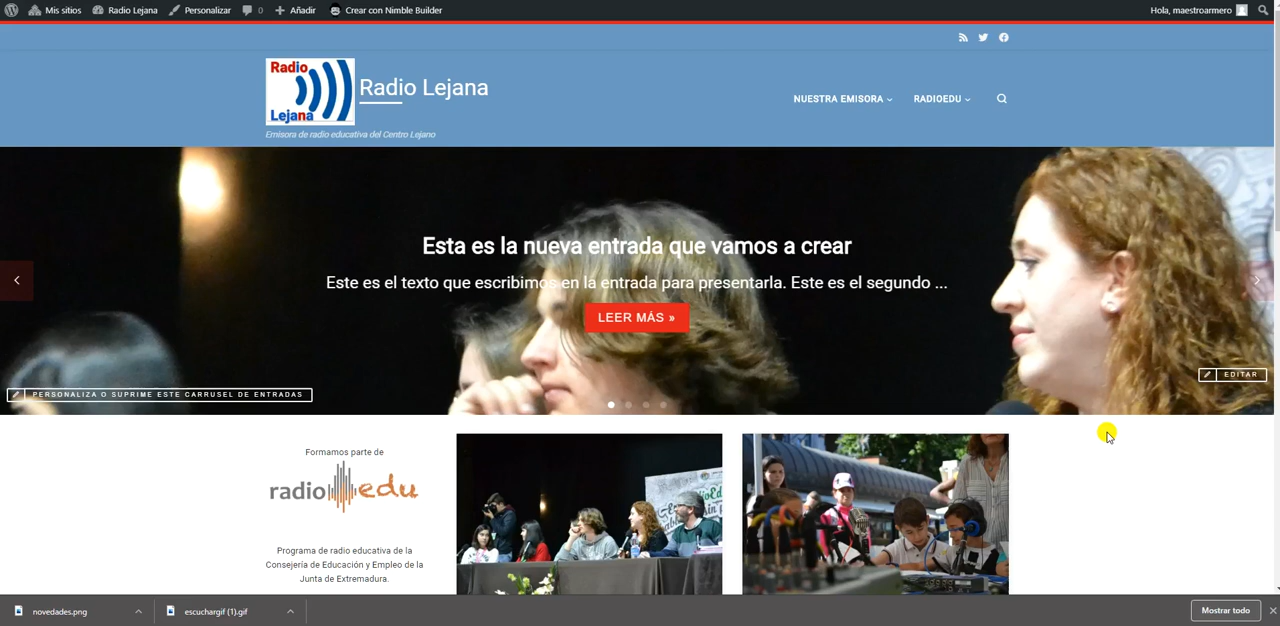 Mis sitios Radio Lejana Personalizar 0 Añadir Crear con Nimble Builder Hola, maestroarmero
Radio
Lejana
Radio Lejana
Emisora de radio educativa del Centro Lejano
NUESTRA EMISORA RADIOEDU
Esta es la nueva entrada que vamos a crear
Este es el texto que escribimos en la entrada para presentarla. Este es el segundo ...
LEER MÁS »
EDITAR
PERSONALIZA O SUPRIME ESTE CARRUSEL DE ENTRADAS
Formamos parte de
radio edu
Programa de radio educativa de la
Consejería de Educación y Empleo de la
Junta de Extremadura.
novedades.png escuchargif (1).gif Mostrar todo